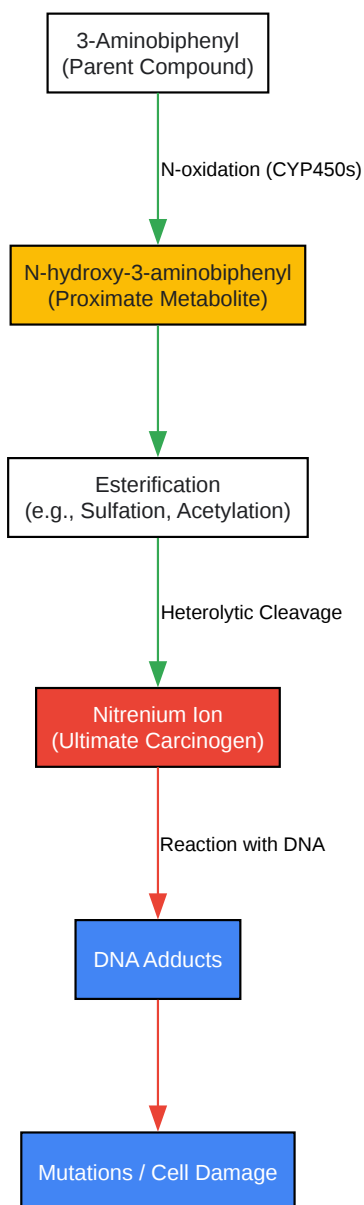 3-Aminobiphenyl
(Parent Compound)
N-oxidation (CYP450s)
N-hydroxy-3-aminobiphenyl
(Proximate Metabolite)
Esterification
(e.g., Sulfation, Acetylation)
Heterolytic Cleavage
Nitrenium Ion
(Ultimate Carcinogen)
Reaction with DNA
DNA Adducts
Mutations / Cell Damage